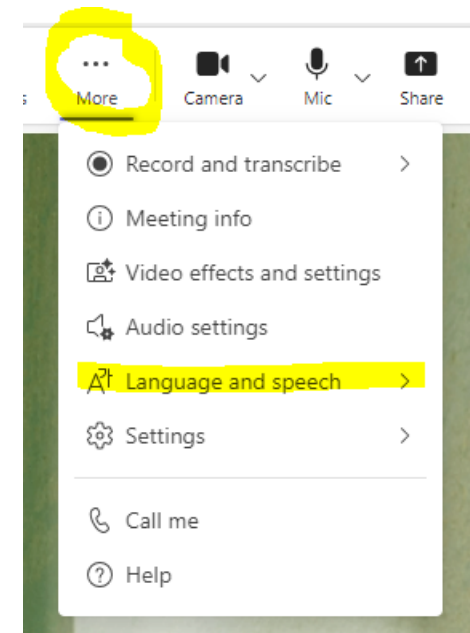 More Camera Mic Share
Record and transcribe
Meeting info
Video effects and settings
Audio settings
Language and speech
Settings
Call me
Help